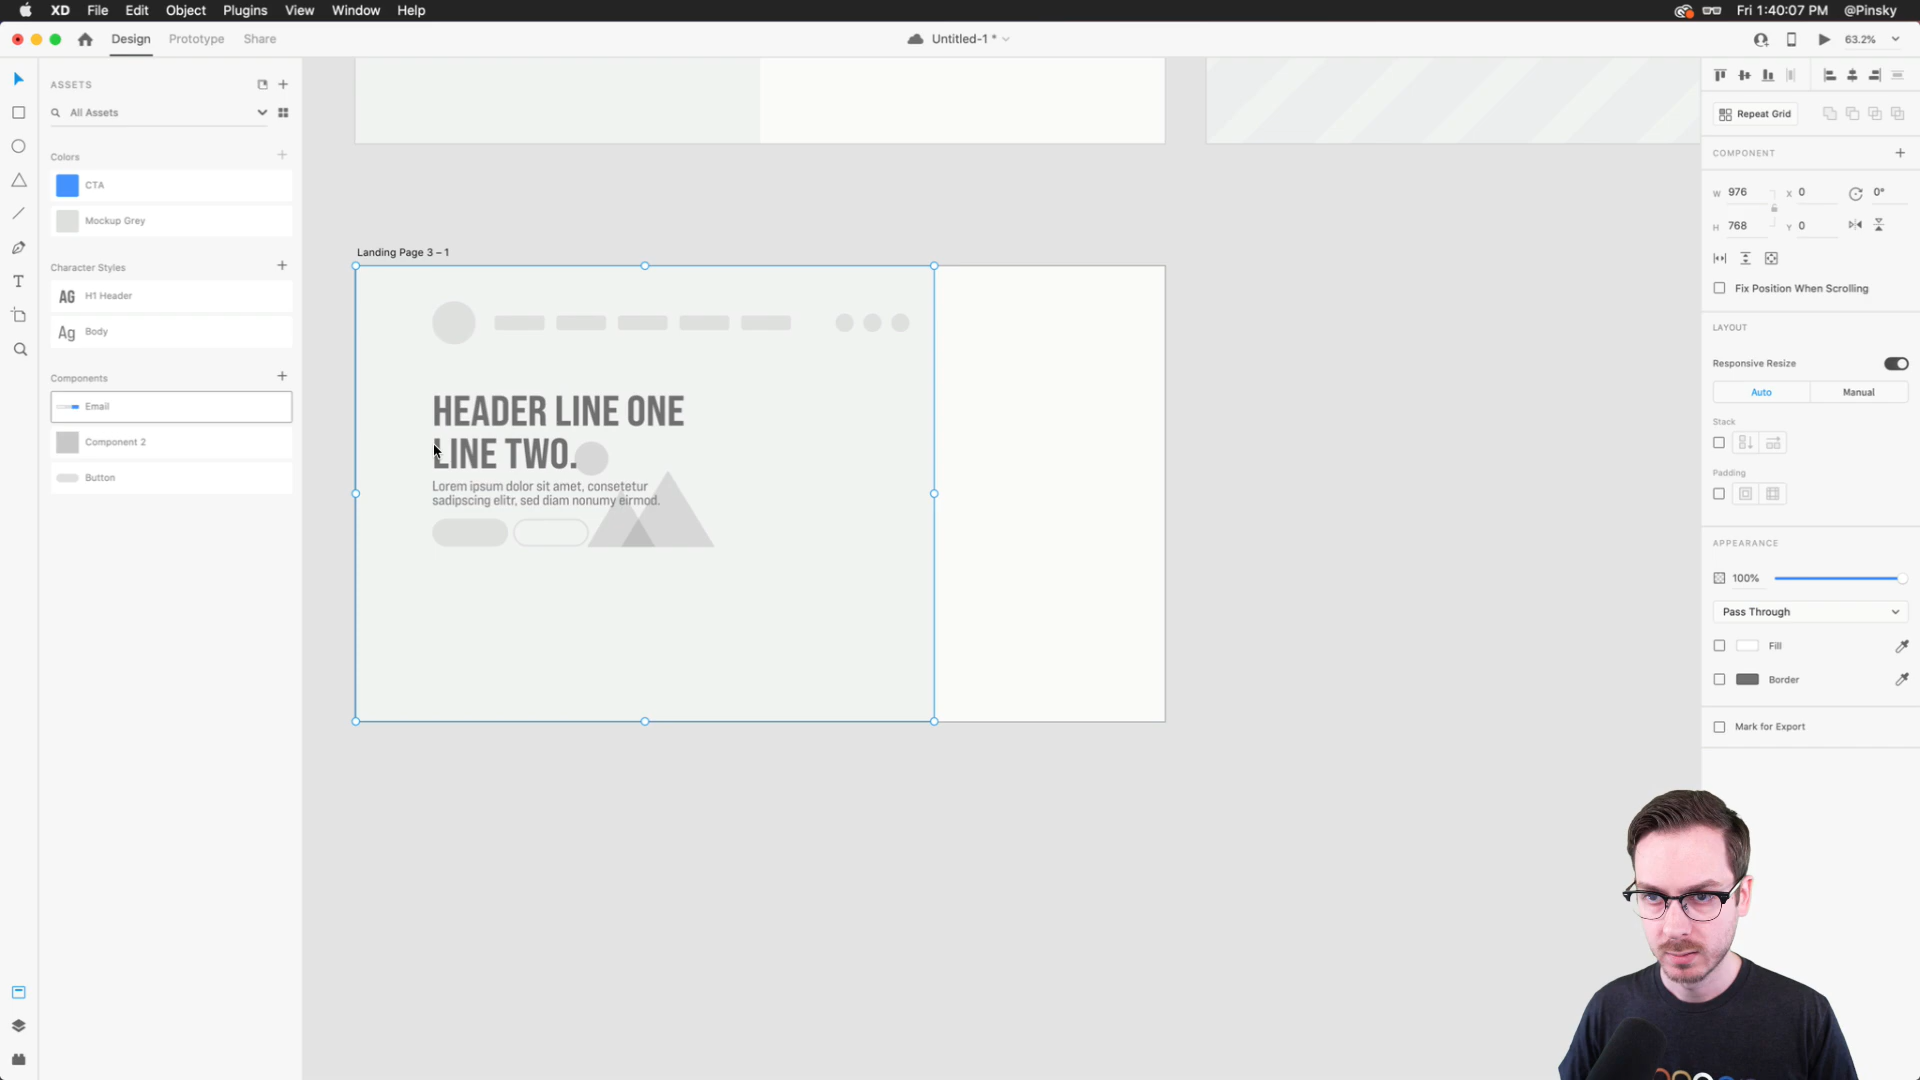 XD File Edit Object Plugins View Window Help
Fri 1:40:07 PM @Pinsky
Design Prototype Share
Untitled-1 *
63.2%
ASSETS
All Assets
Colors
CTA
Mockup Grey
Character Styles
AG H1 Header
Ag Body
Components
Email
Component 2
Button
Landing Page 3 – 1
HEADER LINE ONE
LINE TWO.
Lorem ipsum dolor sit amet, consetetur
sadipscing elitr, sed diam nonumy eirmod.
Repeat Grid
COMPONENT
W 976 X 0 0°
H 768 Y 0
Fix Position When Scrolling
LAYOUT
Responsive Resize
Auto Manual
Stack
Padding
APPEARANCE
100%
Pass Through
Fill
Border
Mark for Export